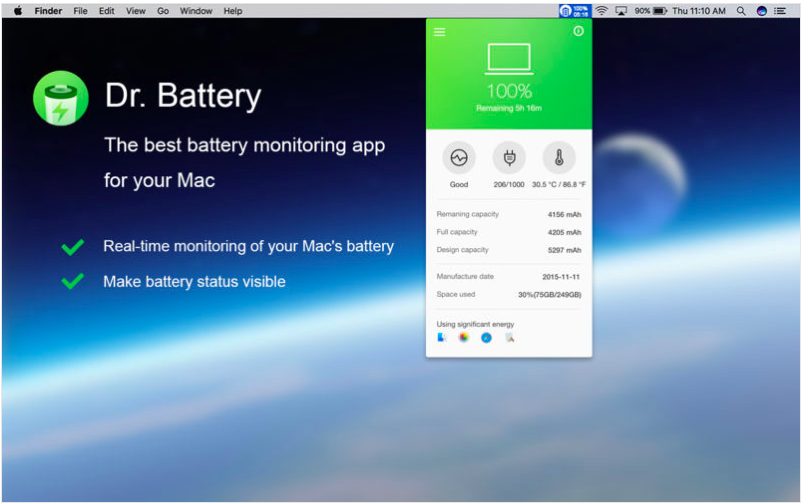 Finder File Edit View Go Window Help 100% 05:16 90% Thu 11:10 AM
Dr. Battery
The best battery monitoring app
for your Mac
Real-time monitoring of your Mac's battery
Make battery status visible
100%
Remaining 5h 16m
Good 206/1000 30.5 °C / 86.8 °F
Remaning capacity 4156 mAh
Full capacity 4205 mAh
Design capacity 5297 mAh
Manufacture date 2015-11-11
Space used 30%(75GB/249GB)
Using significant energy